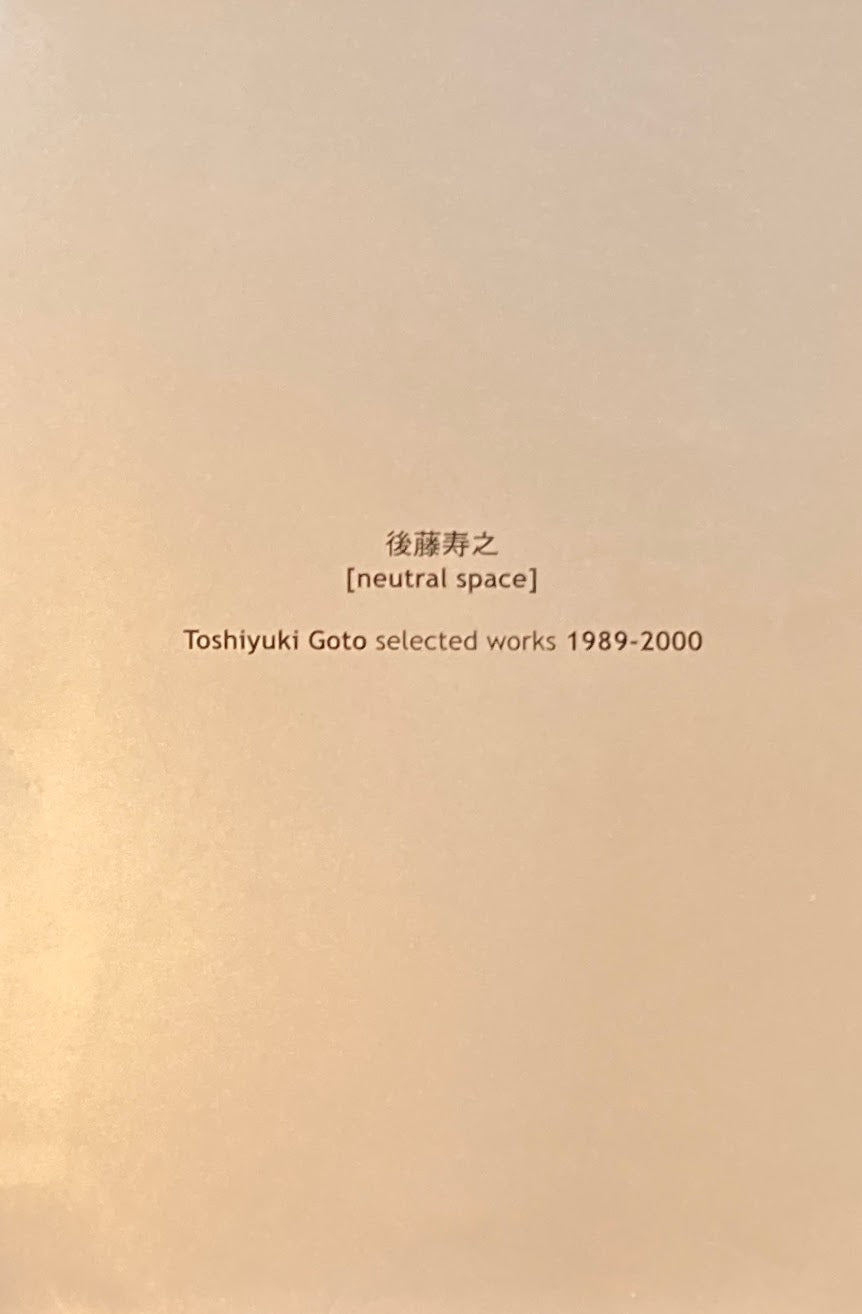 後藤寿之
[neutral space]
Toshiyuki Goto selected works 1989-2000